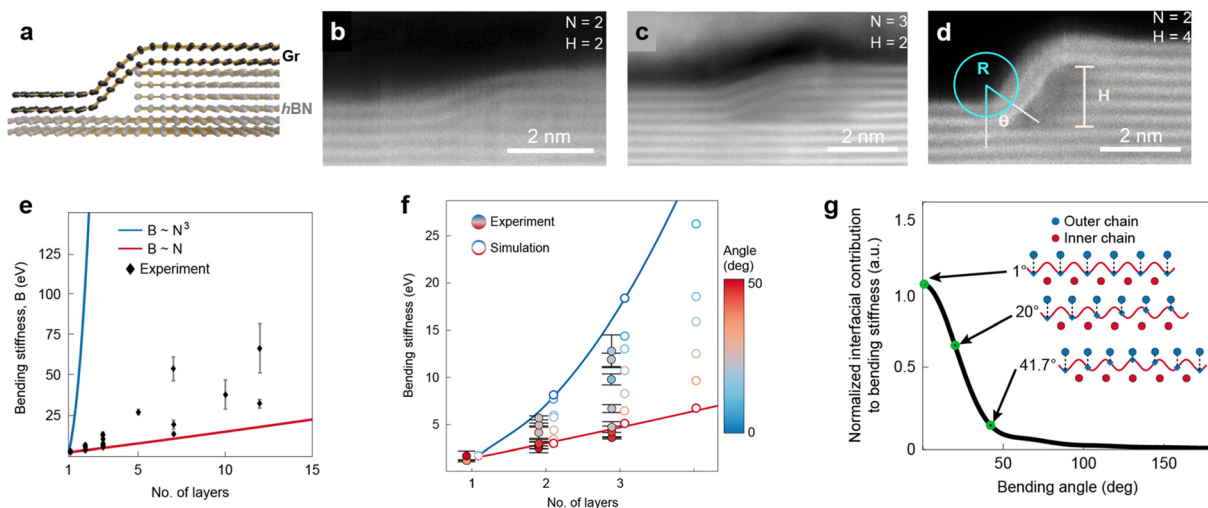 a
Gr
hBN
b
N = 2
H = 2
2 nm
c
N = 3
H = 2
2 nm
d
N = 2
H = 4
R
θ
H
2 nm
e
Bending stiffness, B (eV)
150
125
100
75
50
25
1
5
10
15
No. of layers
B ~ N³
B ~ N
Experiment
f
Bending stiffness (eV)
25
20
15
10
5
0
1
2
3
No. of layers
Experiment
Simulation
Angle
(deg)
50
0
g
Normalized interfacial contribution
to bending stiffness (a.u.)
1.5
1.0
0.5
0
50
100
150
Bending angle (deg)
Outer chain
Inner chain
1°
20°
41.7°